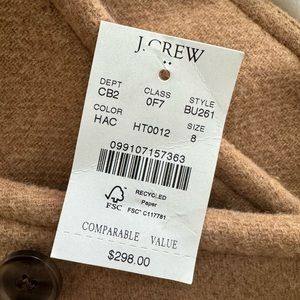 J.CREW
DEPT CLASS STYLE
CB2 0F7 BU261
COLOR SIZE
HAC HT0012 8
099107157363
FSC
RECYCLED
Paper
FSC® C117781
COMPARABLE VALUE
$298.00